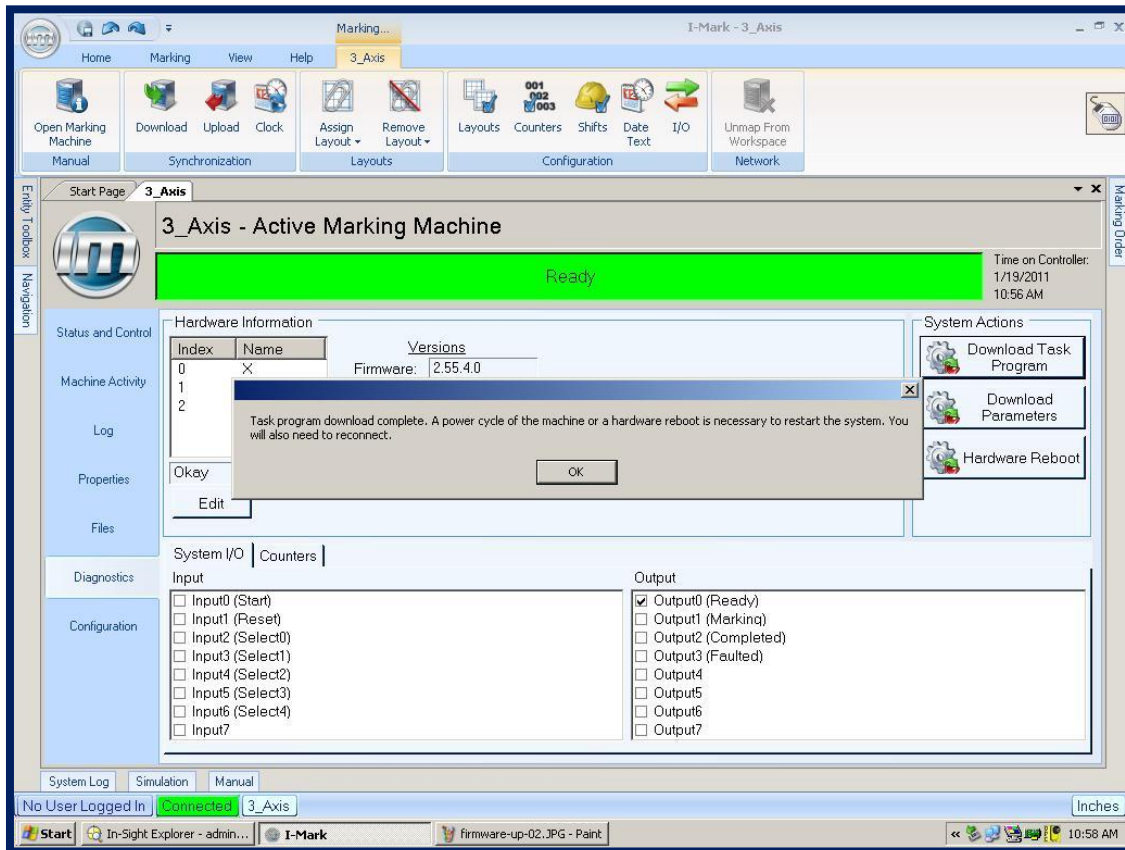 Marking...
I-Mark - 3_Axis
Home
Marking
View
Help
3_Axis
Open Marking Machine
Download
Upload
Clock
Assign Layout
Remove Layout
Layouts
001
002
003
Counters
Shifts
Date Text
I/O
Unmap From Workspace
Manual
Synchronization
Layouts
Configuration
Network
Entity Toolbox
Navigation
Start Page
3_Axis
Marking Order
3_Axis - Active Marking Machine
Ready
Time on Controller:
1/19/2011
10:56 AM
Status and Control
Machine Activity
Log
Properties
Files
Diagnostics
Configuration
Hardware Information
Index Name
0 X
1
2
Versions
Firmware: 2.55.4.0
Okay
Edit
System Actions
Download Task Program
Download Parameters
Hardware Reboot
Task program download complete. A power cycle of the machine or a hardware reboot is necessary to restart the system. You
will also need to reconnect.
OK
System I/O
Counters
Input
Input0 (Start)
Input1 (Reset)
Input2 (Select0)
Input3 (Select1)
Input4 (Select2)
Input5 (Select3)
Input6 (Select4)
Input7
Output
Output0 (Ready)
Output1 (Marking)
Output2 (Completed)
Output3 (Faulted)
Output4
Output5
Output6
Output7
System Log
Simulation
Manual
No User Logged In
Connected
3_Axis
Inches
Start
In-Sight Explorer - admin...
I-Mark
firmware-up-02.JPG - Paint
10:58 AM